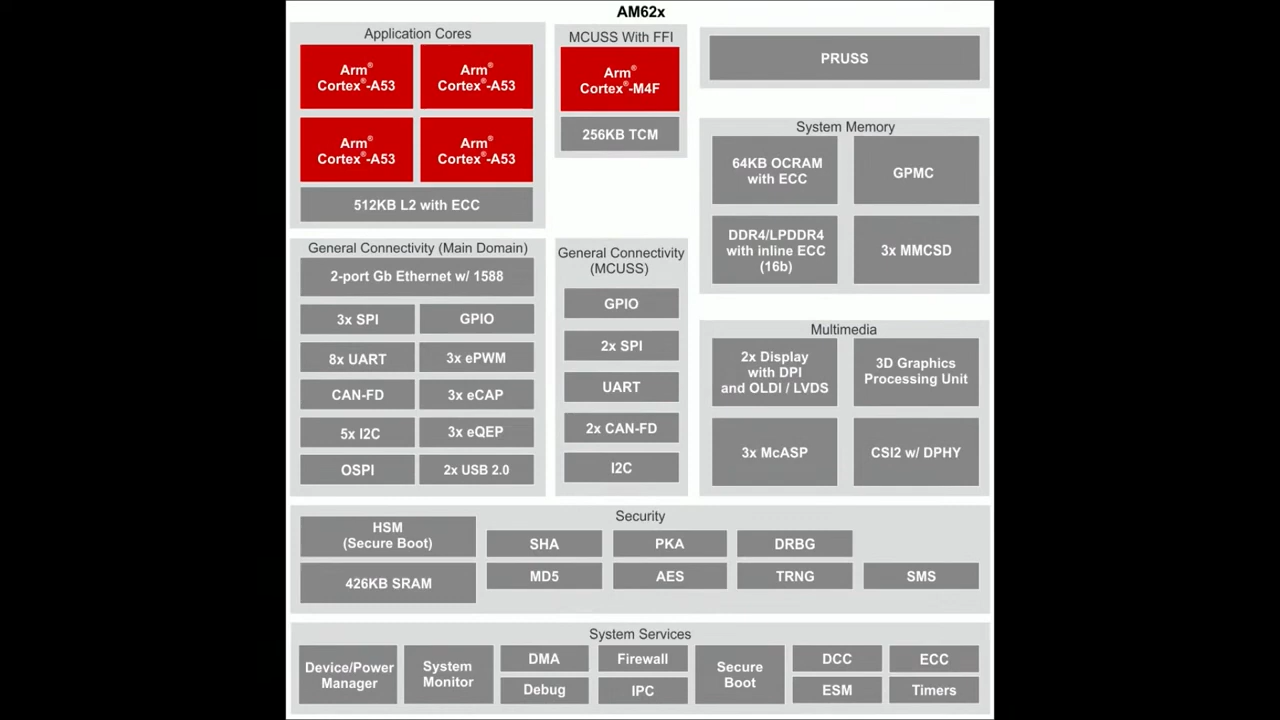 AM62x
Application Cores
Arm®
Cortex®-A53
Arm®
Cortex®-A53
Arm®
Cortex®-A53
Arm®
Cortex®-A53
512KB L2 with ECC
MCUSS With FFI
Arm®
Cortex®-M4F
256KB TCM
PRUSS
System Memory
64KB OCRAM
with ECC
GPMC
DDR4/LPDDR4
with inline ECC
(16b)
3x MMCSD
General Connectivity (Main Domain)
2-port Gb Ethernet w/ 1588
3x SPI
GPIO
8x UART
3x ePWM
CAN-FD
3x eCAP
5x I2C
3x eQEP
OSPI
2x USB 2.0
General Connectivity
(MCUSS)
GPIO
2x SPI
UART
2x CAN-FD
I2C
Multimedia
2x Display
with DPI
and OLDI / LVDS
3D Graphics
Processing Unit
3x McASP
CSI2 w/ DPHY
Security
HSM
(Secure Boot)
426KB SRAM
SHA
PKA
DRBG
MD5
AES
TRNG
SMS
System Services
Device/Power
Manager
System
Monitor
DMA
Debug
Firewall
IPC
Secure
Boot
DCC
ESM
ECC
Timers